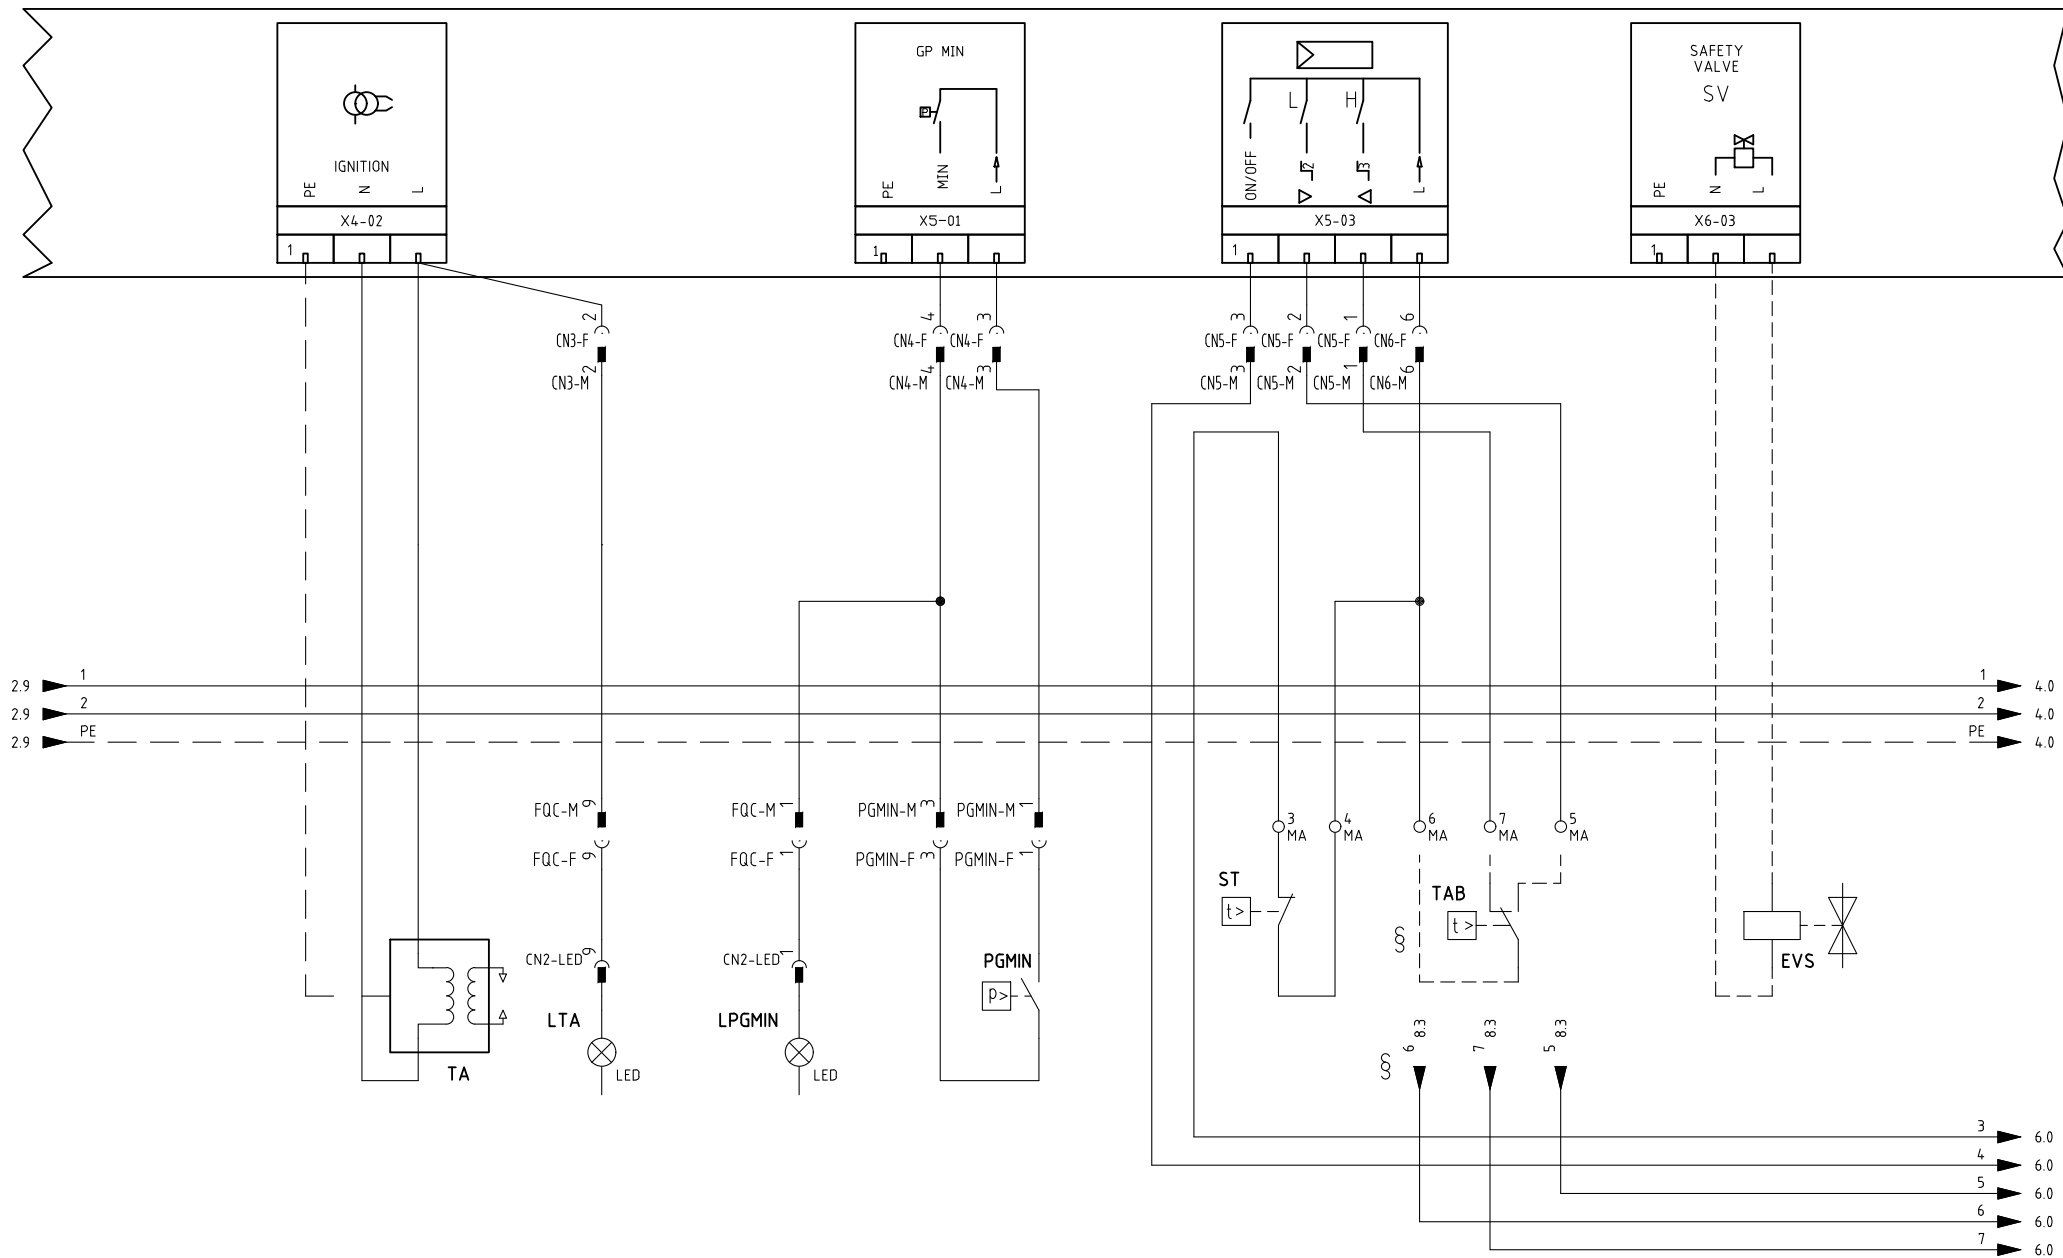 GP MIN
SAFETY
VALVE
SV
L
H
P
IGNITION
PE
N
L
PE
MIN
L
ON/OFF
2
3
L
PE
N
L
X4-02
X5-01
X5-03
X6-03
1
1
1
1
2
4
3
3
2
1
6
CN3-F
CN4-F
CN4-F
CN5-F
CN5-F
CN5-F
CN6-F
2
4
3
3
2
1
6
CN3-M
CN4-M
CN4-M
CN5-M
CN5-M
CN5-M
CN6-M
2.9
1
1
4.0
2.9
2
2
4.0
2.9
PE
PE
4.0
FQC-M 9
FQC-M 1
PGMIN-M 3
PGMIN-M 1
3
MA
4
MA
6
MA
7
MA
5
MA
FQC-F 9
FQC-F 1
PGMIN-F 3
PGMIN-F 1
ST
t>
TAB
t>
§
CN2-LED 9
CN2-LED 1
PGMIN
p>
EVS
LTA
LPGMIN
LED
LED
TA
§
6
8.3
7
8.3
5
8.3
3
6.0
4
6.0
5
6.0
6
6.0
7
6.0